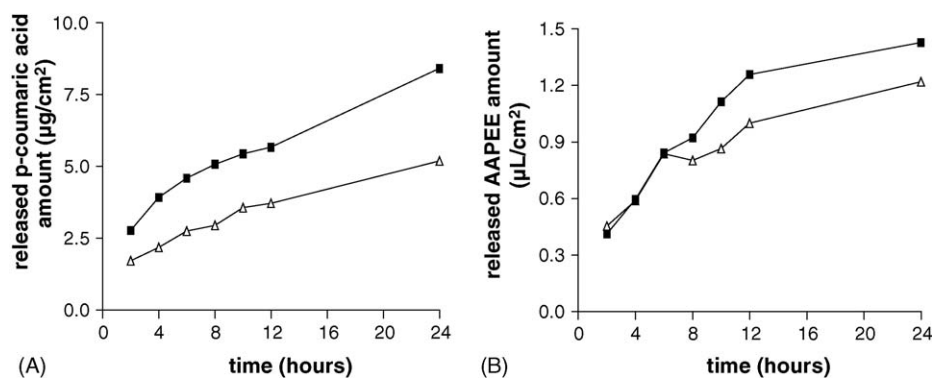 released p-coumaric acid
amount (µg/cm²)
10.0
7.5
5.0
2.5
0.0
0 4 8 12 16 20 24
time (hours)
(A)
released AAPEE amount
(µL/cm²)
1.5
1.2
0.9
0.6
0.3
0.0
0 4 8 12 16 20 24
time (hours)
(B)